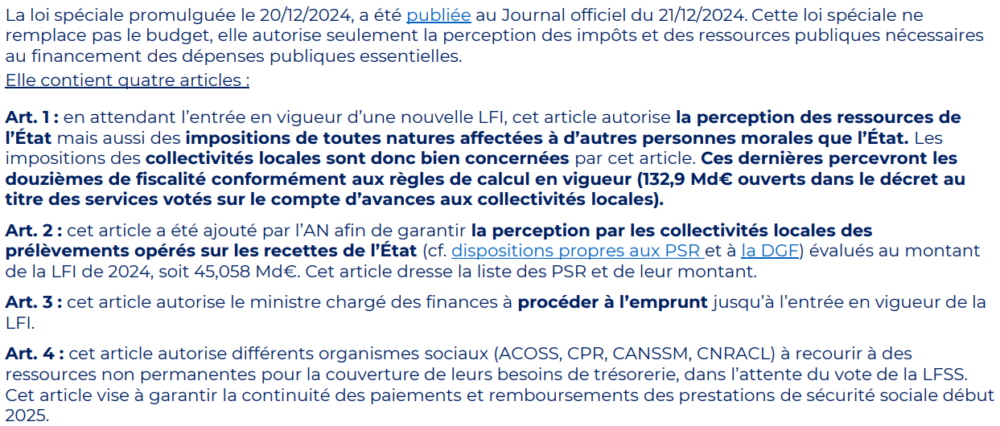 La loi spéciale promulguée le 20/12/2024, a été publiée au Journal officiel du 21/12/2024. Cette loi spéciale ne
remplace pas le budget, elle autorise seulement la perception des impôts et des ressources publiques nécessaires
au financement des dépenses publiques essentielles.
Elle contient quatre articles :
Art. 1 : en attendant l’entrée en vigueur d’une nouvelle LFI, cet article autorise la perception des ressources de
l’État mais aussi des impositions de toutes natures affectées à d’autres personnes morales que l’État. Les
impositions des collectivités locales sont donc bien concernées par cet article. Ces dernières percevront les
douzièmes de fiscalité conformément aux règles de calcul en vigueur (132,9 Md€ ouverts dans le décret au
titre des services votés sur le compte d’avances aux collectivités locales).
Art. 2 : cet article a été ajouté par l’AN afin de garantir la perception par les collectivités locales des
prélèvements opérés sur les recettes de l’État (cf. dispositions propres aux PSR et à la DGF) évalués au montant
de la LFI de 2024, soit 45,058 Md€. Cet article dresse la liste des PSR et de leur montant.
Art. 3 : cet article autorise le ministre chargé des finances à procéder à l’emprunt jusqu’à l’entrée en vigueur de la
LFI.
Art. 4 : cet article autorise différents organismes sociaux (ACOSS, CPR, CANSSM, CNRACL) à recourir à des
ressources non permanentes pour la couverture de leurs besoins de trésorerie, dans l’attente du vote de la LFSS.
Cet article vise à garantir la continuité des paiements et remboursements des prestations de sécurité sociale début
2025.